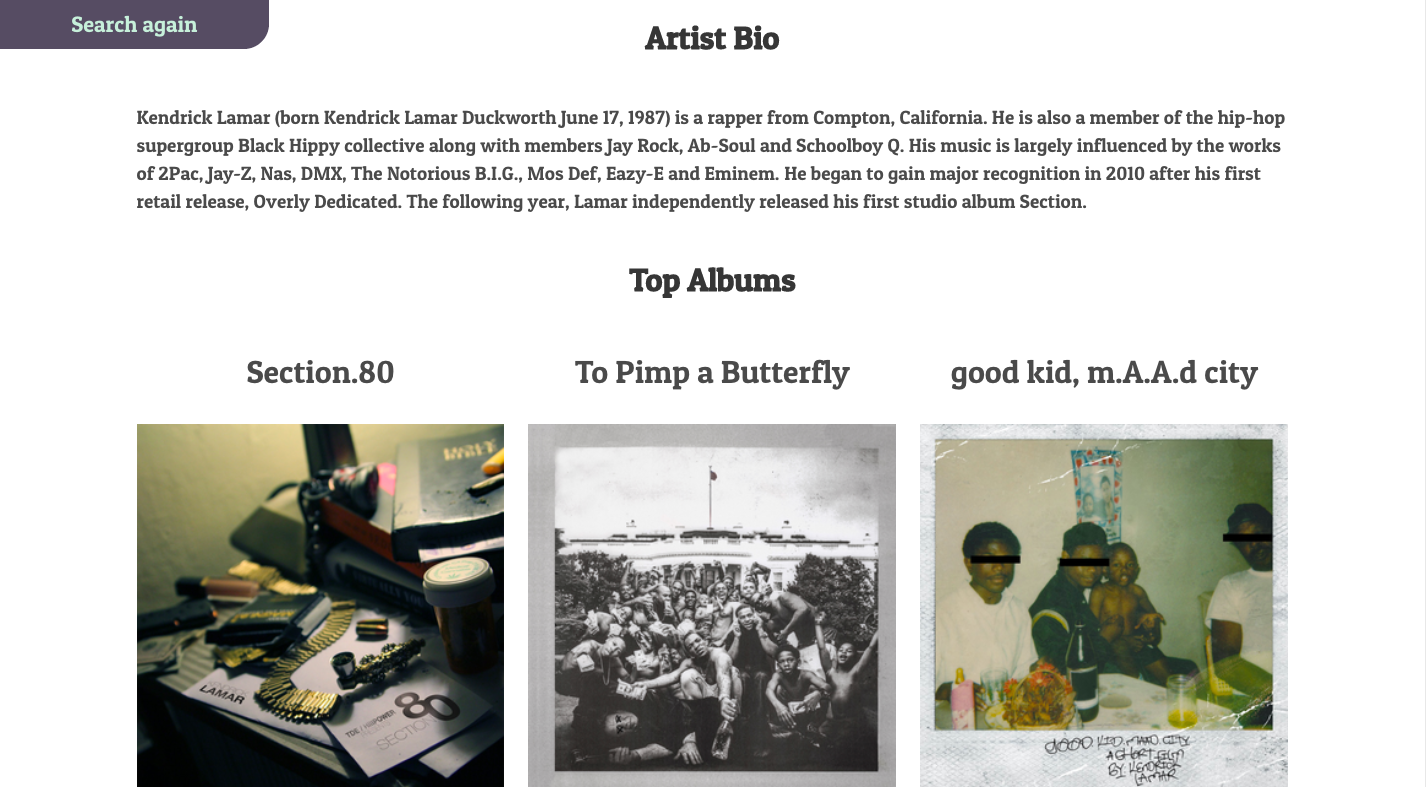 Search again
Artist Bio
Kendrick Lamar (born Kendrick Lamar Duckworth June 17, 1987) is a rapper from Compton, California. He is also a member of the hip-hop
supergroup Black Hippy collective along with members Jay Rock, Ab-Soul and Schoolboy Q. His music is largely influenced by the works
of 2Pac, Jay-Z, Nas, DMX, The Notorious B.I.G., Mos Def, Eazy-E and Eminem. He began to gain major recognition in 2010 after his first
retail release, Overly Dedicated. The following year, Lamar independently released his first studio album Section.
Top Albums
Section.80
To Pimp a Butterfly
good kid, m.A.A.d city
HOLY
BIBLE
LAMAR
80
SECTION
GOOD KID, MAAD CITY
A SHORT FILM
BY KENDRICK
LAMAR